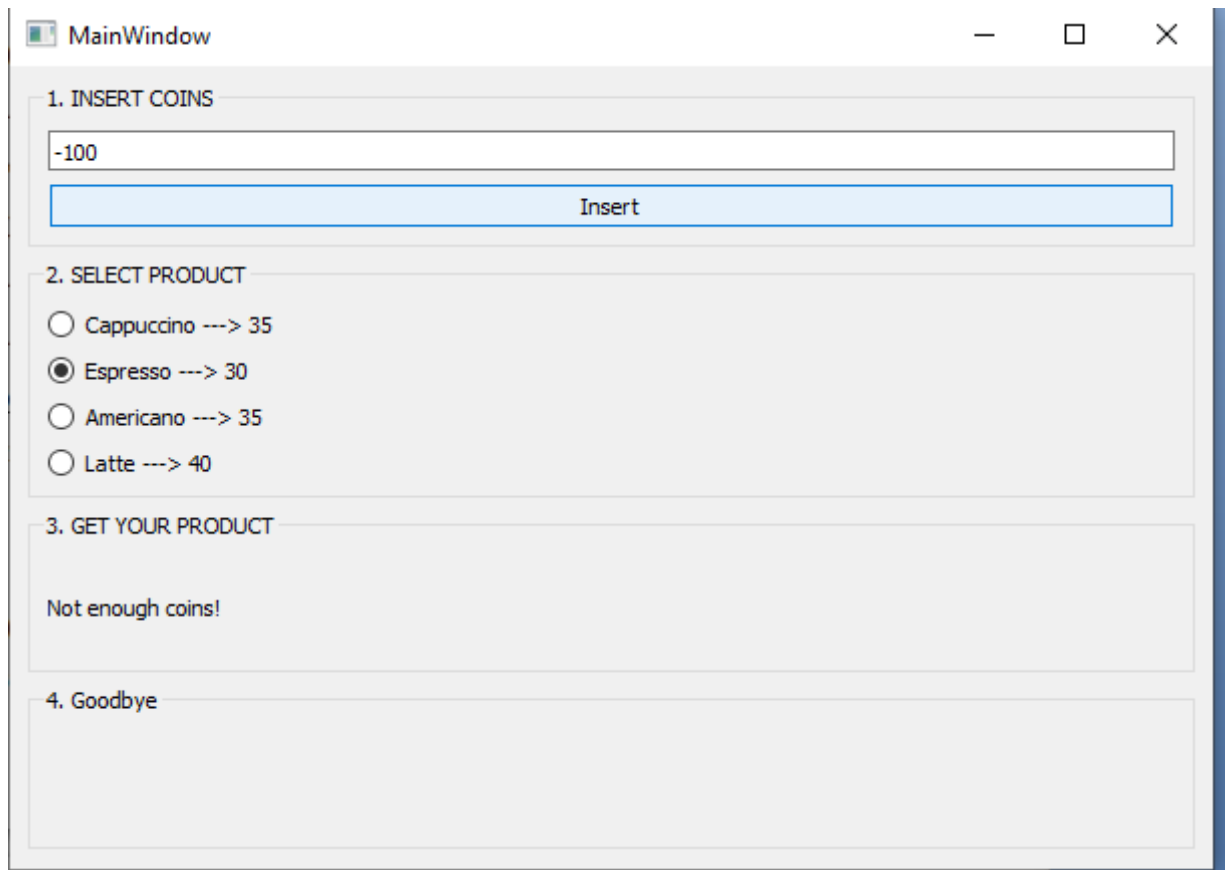 MainWindow
1. INSERT COINS
-100
Insert
2. SELECT PRODUCT
Cappuccino ---> 35
Espresso ---> 30
Americano ---> 35
Latte ---> 40
3. GET YOUR PRODUCT
Not enough coins!
4. Goodbye